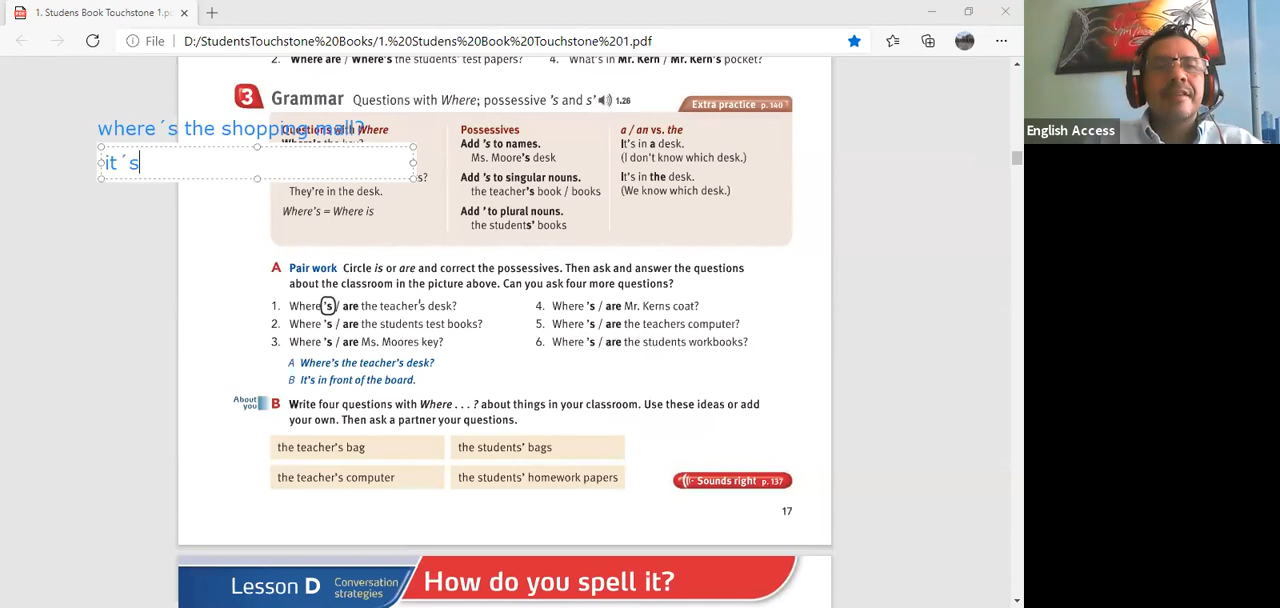 1. Studens Book Touchstone 1.p
File
D:/StudentsTouchstone%20Books/1.%20Studens%20Book%20Touchstone%201.pdf
2. Where are / Where's the students' test papers?
4. What's in Mr. Kern / Mr. Kern's pocket?
3 Grammar Questions with Where; possessive 's and s' 1.26
Extra practice p. 140
where´s the shopping mall?
it´s
Questions with Where
They're in the desk.
Where's = Where is
Possessives
Add 's to names.
Ms. Moore's desk
Add 's to singular nouns.
the teacher's book / books
Add ' to plural nouns.
the students' books
a / an vs. the
It's in a desk.
(I don't know which desk.)
It's in the desk.
(We know which desk.)
A Pair work Circle is or are and correct the possessives. Then ask and answer the questions
about the classroom in the picture above. Can you ask four more questions?
1. Where 's / are the teacher's desk?
2. Where 's / are the students test books?
3. Where 's / are Ms. Moores key?
4. Where 's / are Mr. Kerns coat?
5. Where 's / are the teachers computer?
6. Where 's / are the students workbooks?
A Where's the teacher's desk?
B It's in front of the board.
About you
B Write four questions with Where . . . ? about things in your classroom. Use these ideas or add
your own. Then ask a partner your questions.
the teacher's bag
the students' bags
the teacher's computer
the students' homework papers
Sounds right p. 137
17
Lesson D
Conversation
strategies
How do you spell it?
English Access